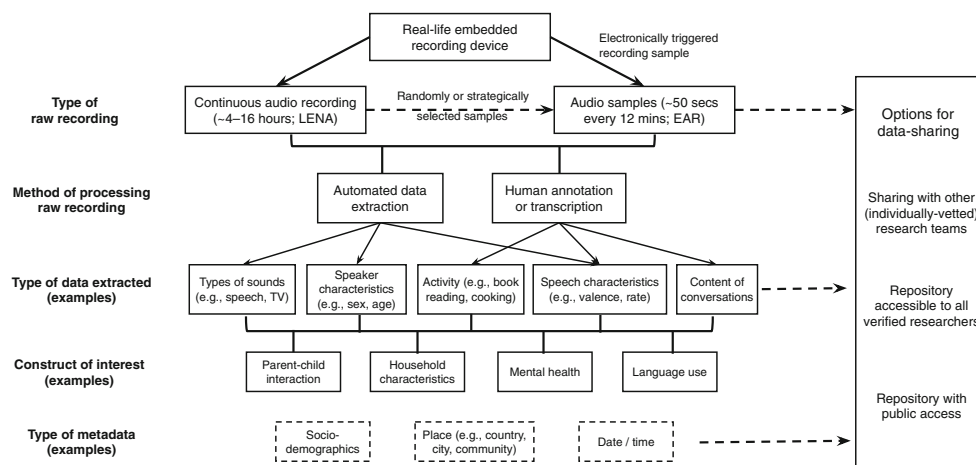 Real-life embedded
recording device
Electronically triggered
recording sample
Type of
raw recording
Continuous audio recording
(~4–16 hours; LENA)
Randomly or strategically
selected samples
Audio samples (~50 secs
every 12 mins; EAR)
Options for
data-sharing
Method of processing
raw recording
Automated data
extraction
Human annotation
or transcription
Sharing with other
(individually-vetted)
research teams
Type of data extracted
(examples)
Types of sounds
(e.g., speech, TV)
Speaker
characteristics
(e.g., sex, age)
Activity (e.g., book
reading, cooking)
Speech characteristics
(e.g., valence, rate)
Content of
conversations
Repository
accessible to all
verified researchers
Construct of interest
(examples)
Parent-child
interaction
Household
characteristics
Mental health
Language use
Repository with
public access
Type of metadata
(examples)
Socio-
demographics
Place (e.g., country,
city, community)
Date / time